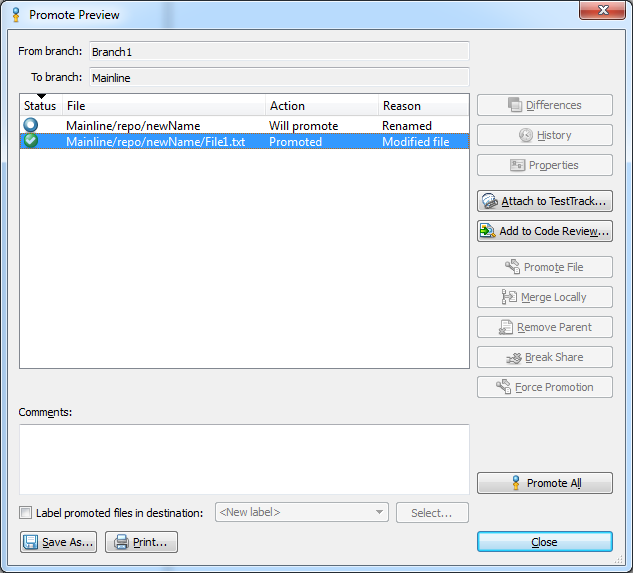 Promote Preview
From branch: Branch1
To branch: Mainline
Status File Action Reason
Mainline/repo/newName Will promote Renamed
Mainline/repo/newName/File1.txt Promoted Modified file
Differences
History
Properties
Attach to TestTrack...
Add to Code Review...
Promote File
Merge Locally
Remove Parent
Break Share
Force Promotion
Comments:
Promote All
Label promoted files in destination: <New label> Select...
Save As... Print... Close